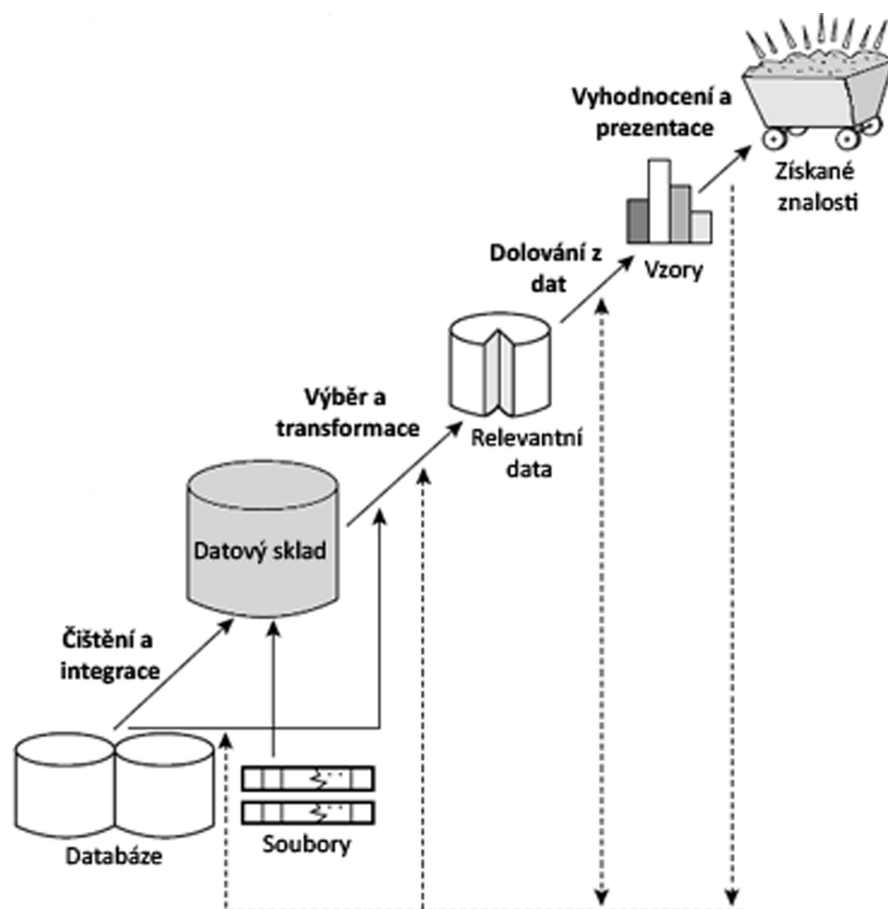 Vyhodnocení a
prezentace
Získané
znalosti
Dolování z
dat
Vzory
Výběr a
transformace
Relevantní
data
Datový sklad
Čištění a
integrace
Databáze
Soubory